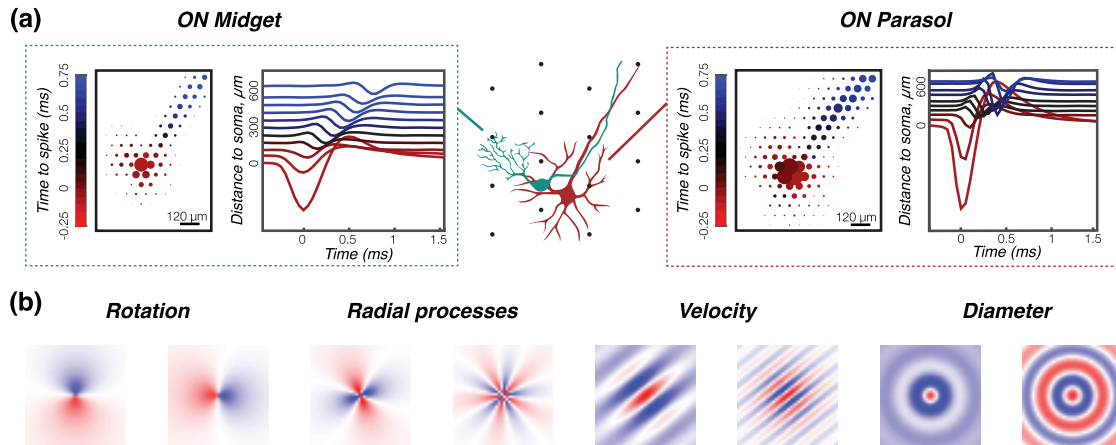 (a)
ON Midget
ON Parasol
Time to spike (ms)
0.75
0.50
0.25
0
-0.25
120 µm
Distance to soma, µm
600
300
0
0
0.5
1
1.5
Time (ms)
Time to spike (ms)
0.75
0.50
0.25
0
-0.25
120 µm
Distance to soma, µm
600
0
0
0.5
1
1.5
Time (ms)
(b)
Rotation
Radial processes
Velocity
Diameter